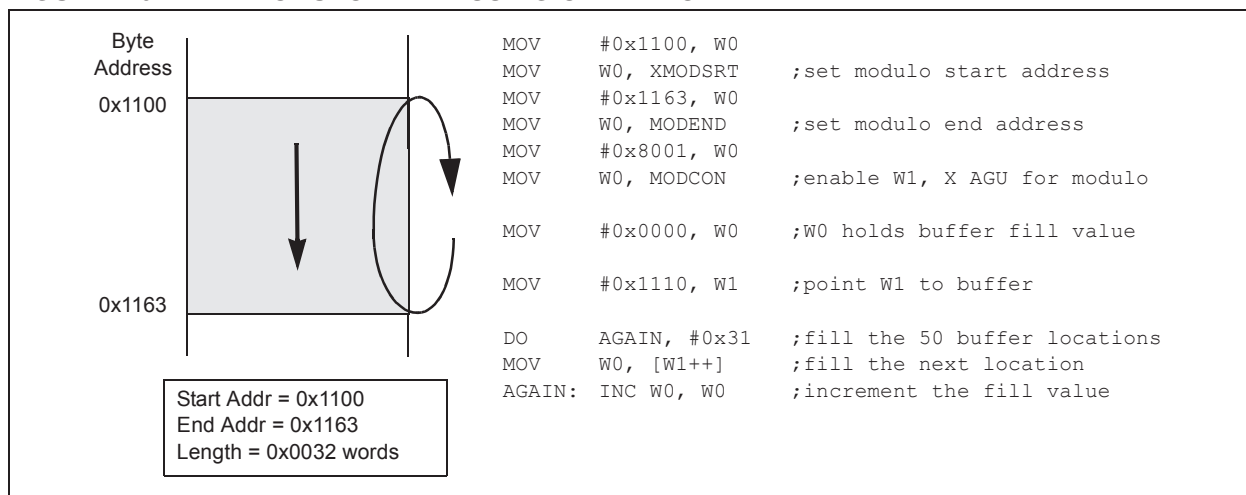 Byte
Address
0x1100
0x1163
Start Addr = 0x1100
End Addr = 0x1163
Length = 0x0032 words
MOV #0x1100, W0
MOV W0, XMODSRT ;set modulo start address
MOV #0x1163, W0
MOV W0, MODEND ;set modulo end address
MOV #0x8001, W0
MOV W0, MODCON ;enable W1, X AGU for modulo
MOV #0x0000, W0 ;W0 holds buffer fill value
MOV #0x1110, W1 ;point W1 to buffer
DO AGAIN, #0x31 ;fill the 50 buffer locations
MOV W0, [W1++] ;fill the next location
AGAIN: INC W0, W0 ;increment the fill value